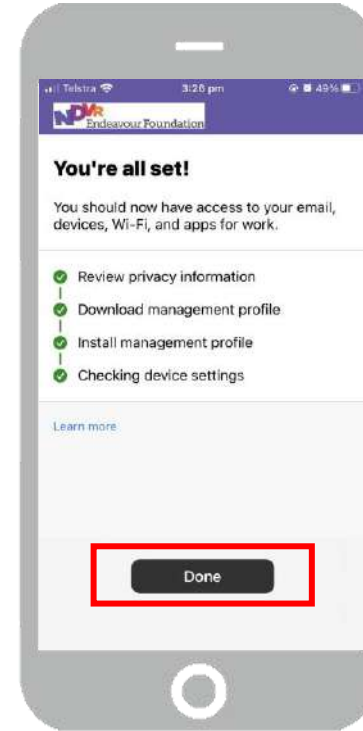 Telstra 3:26 pm 49%
NDVR
Endeavour Foundation
You're all set!
You should now have access to your email,
devices, Wi-Fi, and apps for work.
Review privacy information
Download management profile
Install management profile
Checking device settings
Learn more
Done